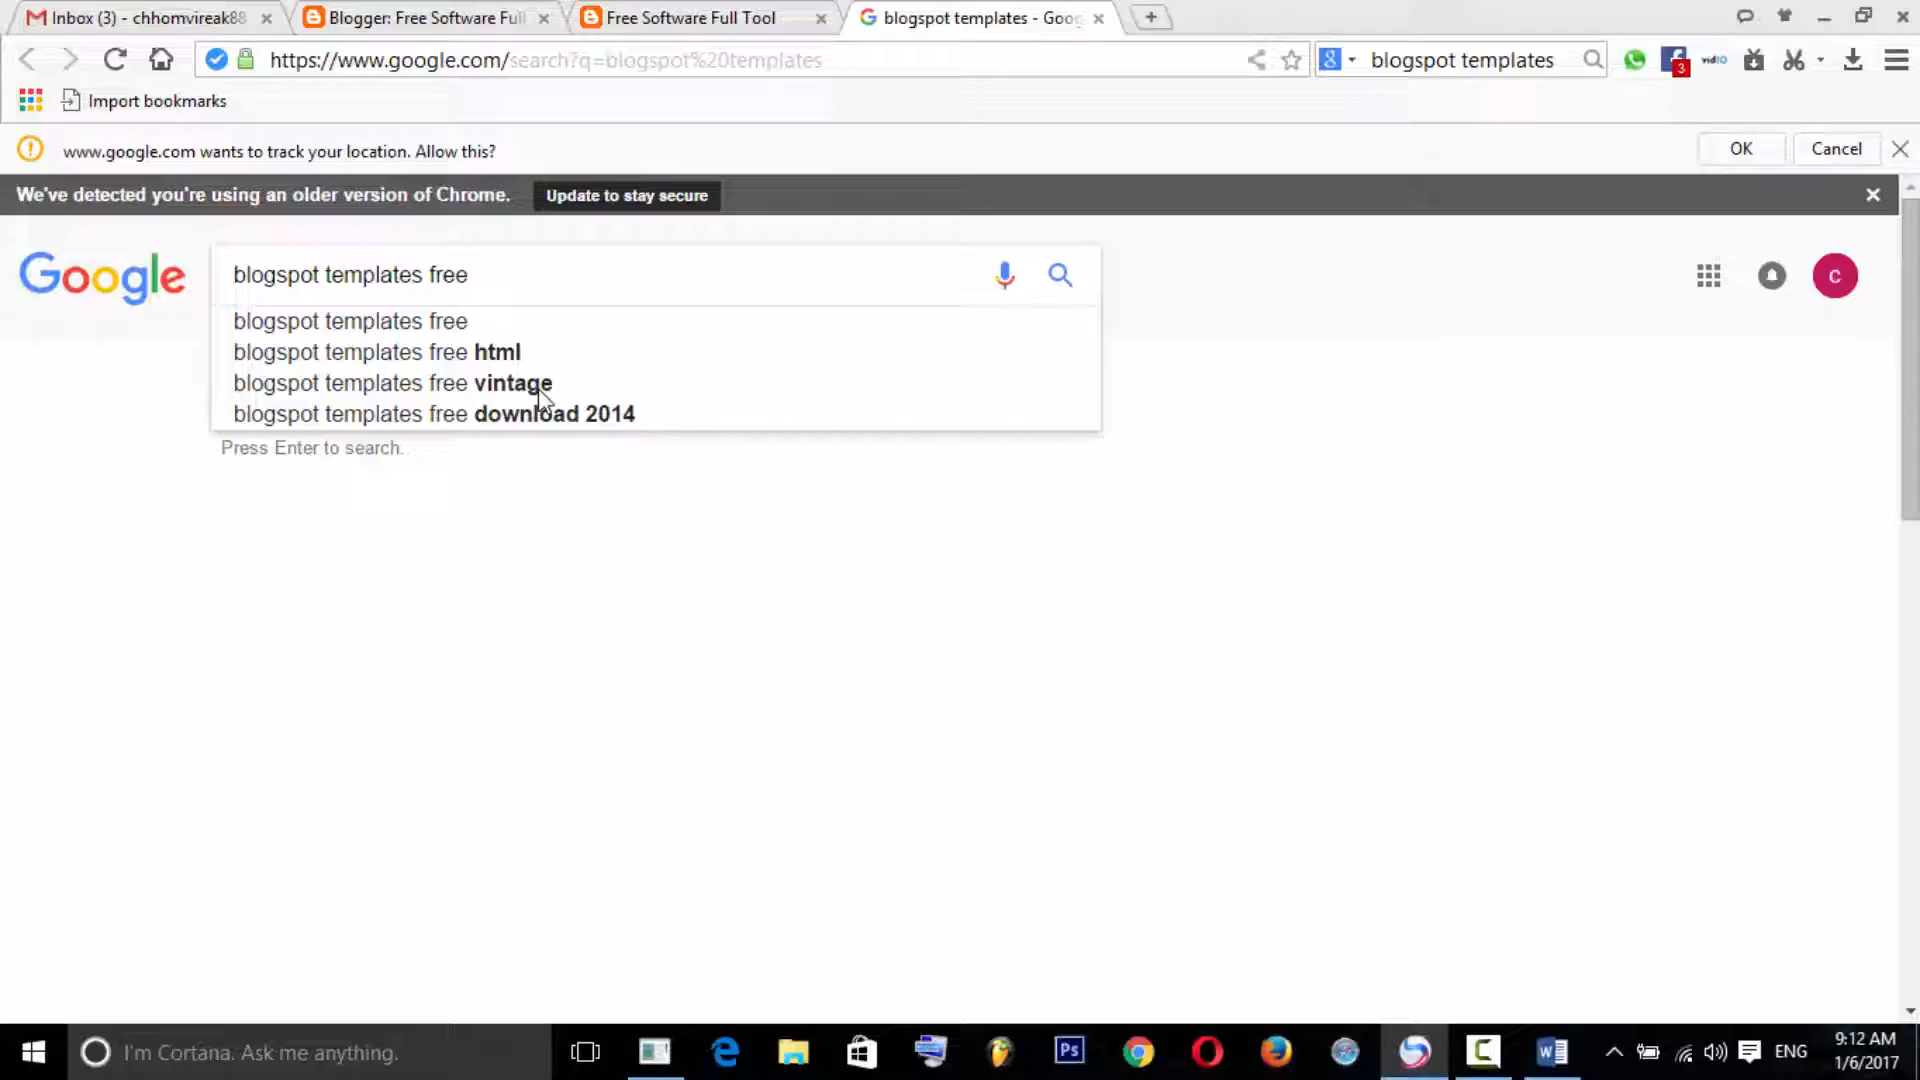 Inbox (3) - chhomvireak88
Blogger: Free Software Full
Free Software Full Tool
blogspot templates - Goog
https://www.google.com/search?q=blogspot%20templates
blogspot templates
3
vidIQ
Import bookmarks
www.google.com wants to track your location. Allow this?
OK
Cancel
We've detected you're using an older version of Chrome.
Update to stay secure
Google
blogspot templates free
C
blogspot templates free
blogspot templates free html
blogspot templates free vintage
blogspot templates free download 2014
Press Enter to search.
I'm Cortana. Ask me anything.
Ps
ENG
9:12 AM
1/6/2017